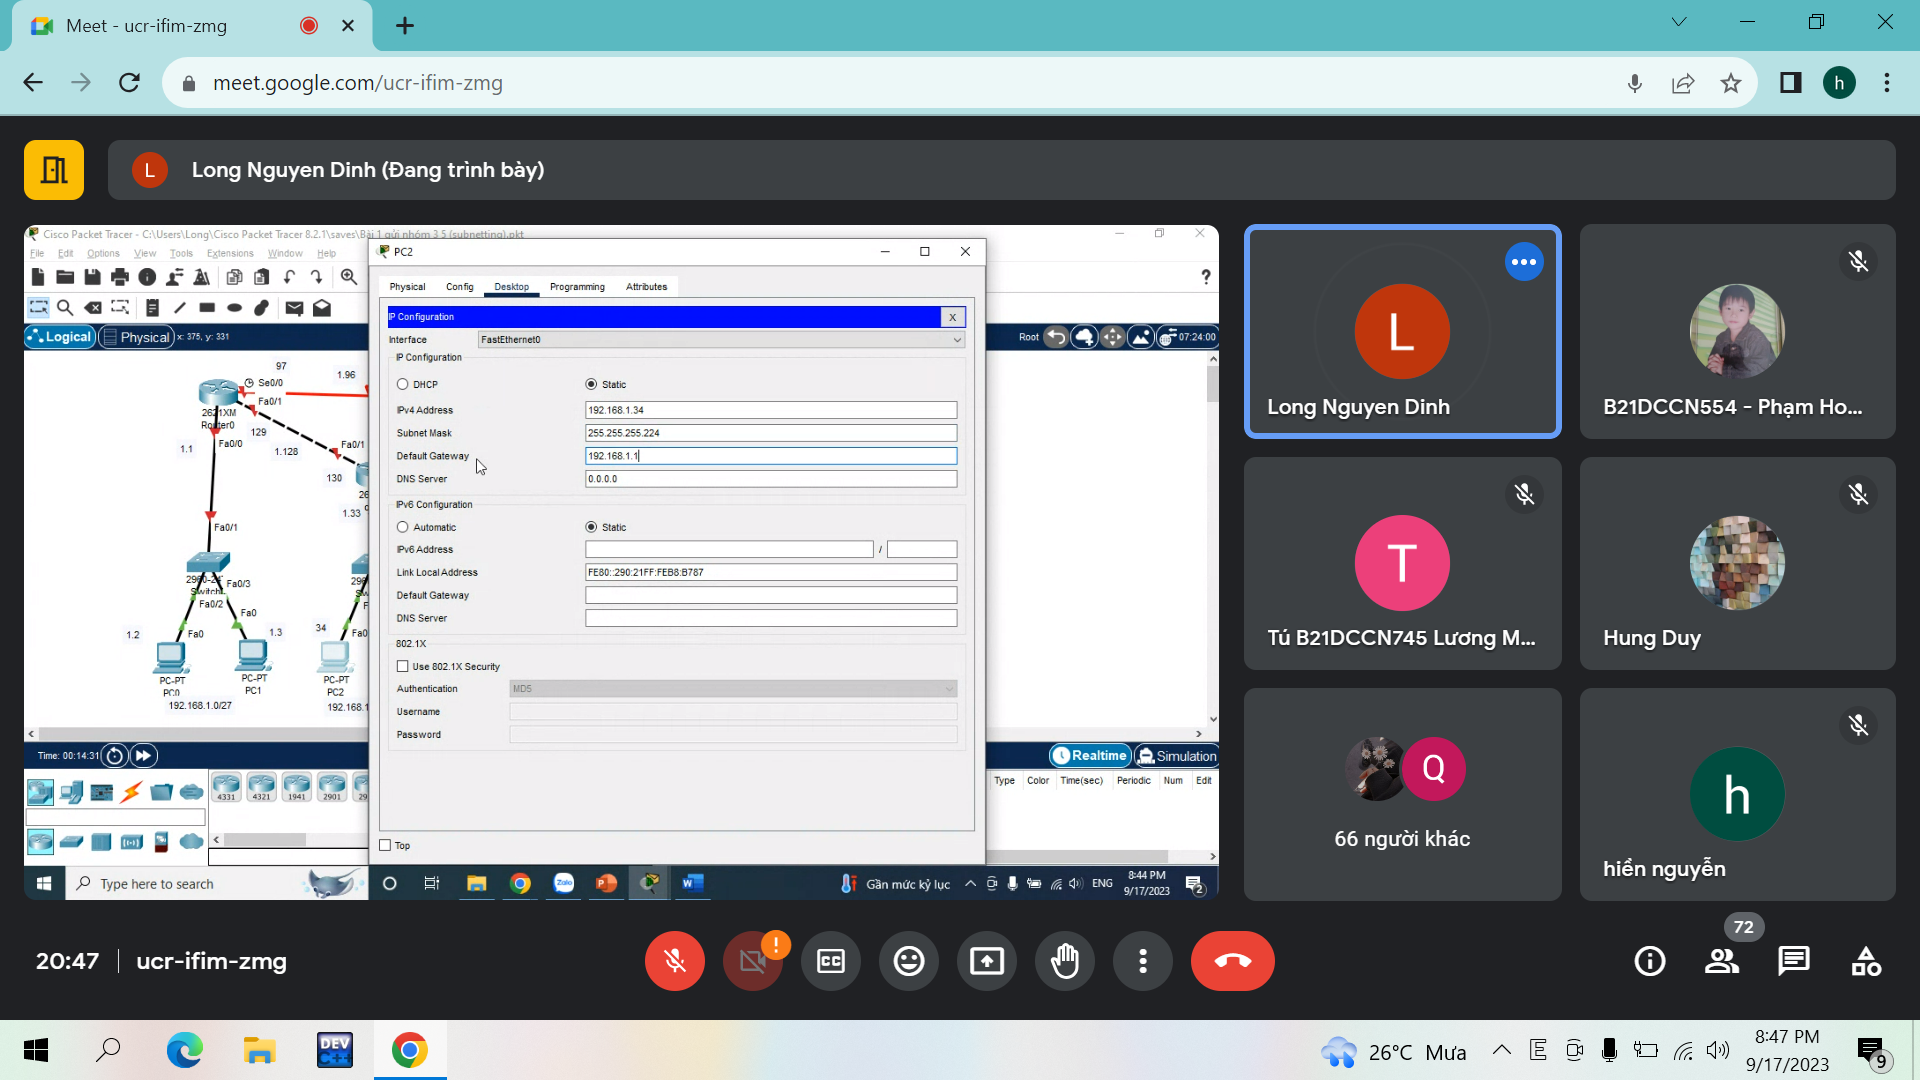 Meet - ucr-ifim-zmg
meet.google.com/ucr-ifim-zmg
h
L
Long Nguyen Dinh (Đang trình bày)
Cisco Packet Tracer - C:\Users\Long\Cisco Packet Tracer 8.2.1\saves\Bài 1 gửi nhóm 3 5 (subnetting).pkt
File Edit Options View Tools Extensions Window Help
PC2
Physical Config Desktop Programming Attributes
?
IP Configuration
X
Logical
Physical
x: 375, y: 331
Root
07:24:00
Interface
FastEthernet0
IP Configuration
DHCP
Static
IPv4 Address
192.168.1.34
Subnet Mask
255.255.255.224
Default Gateway
192.168.1.1
DNS Server
0.0.0.0
IPv6 Configuration
Automatic
Static
IPv6 Address
/
Link Local Address
FE80::290:21FF:FEB8:B787
Default Gateway
DNS Server
802.1X
Use 802.1X Security
Authentication
MD5
Username
Password
Top
97
1.96
Se0/0
Fa0/1
2621XM
Router0
129
Fa0/0
1.1
1.128
Fa0/1
130
26
1.33
Fa0/1
2960-24
Switch1
Fa0/3
Fa0/2
Fa0
1.2
Fa0
1.3
34
Fa0
PC-PT
PC0
PC-PT
PC1
PC-PT
PC2
192.168.1.0/27
192.168.1
Time: 00:14:31
Realtime
Simulation
4331
4321
1941
2901
29
Type Color Time(sec) Periodic Num Edit
Type here to search
Zalo
Gần mức kỷ lục
ENG
8:44 PM
9/17/2023
2
L
Long Nguyen Dinh
B21DCCN554 - Phạm Ho...
T
Tú B21DCCN745 Lương M...
Hung Duy
Q
66 người khác
h
hiền nguyễn
20:47
ucr-ifim-zmg
!
CC
72
DEV
C++
26°C Mưa
E
8:47 PM
9/17/2023
9